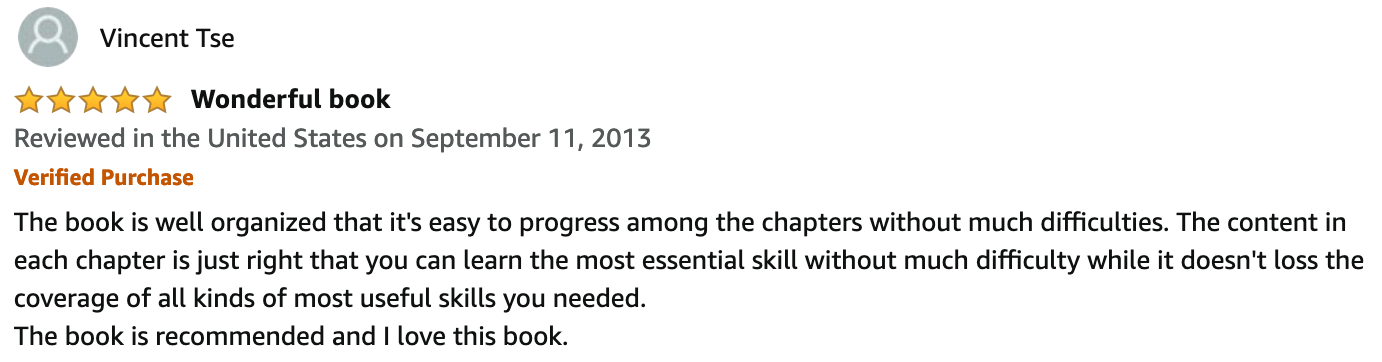 Vincent Tse
Wonderful book
Reviewed in the United States on September 11, 2013
Verified Purchase
The book is well organized that it's easy to progress among the chapters without much difficulties. The content in
each chapter is just right that you can learn the most essential skill without much difficulty while it doesn't loss the
coverage of all kinds of most useful skills you needed.
The book is recommended and I love this book.